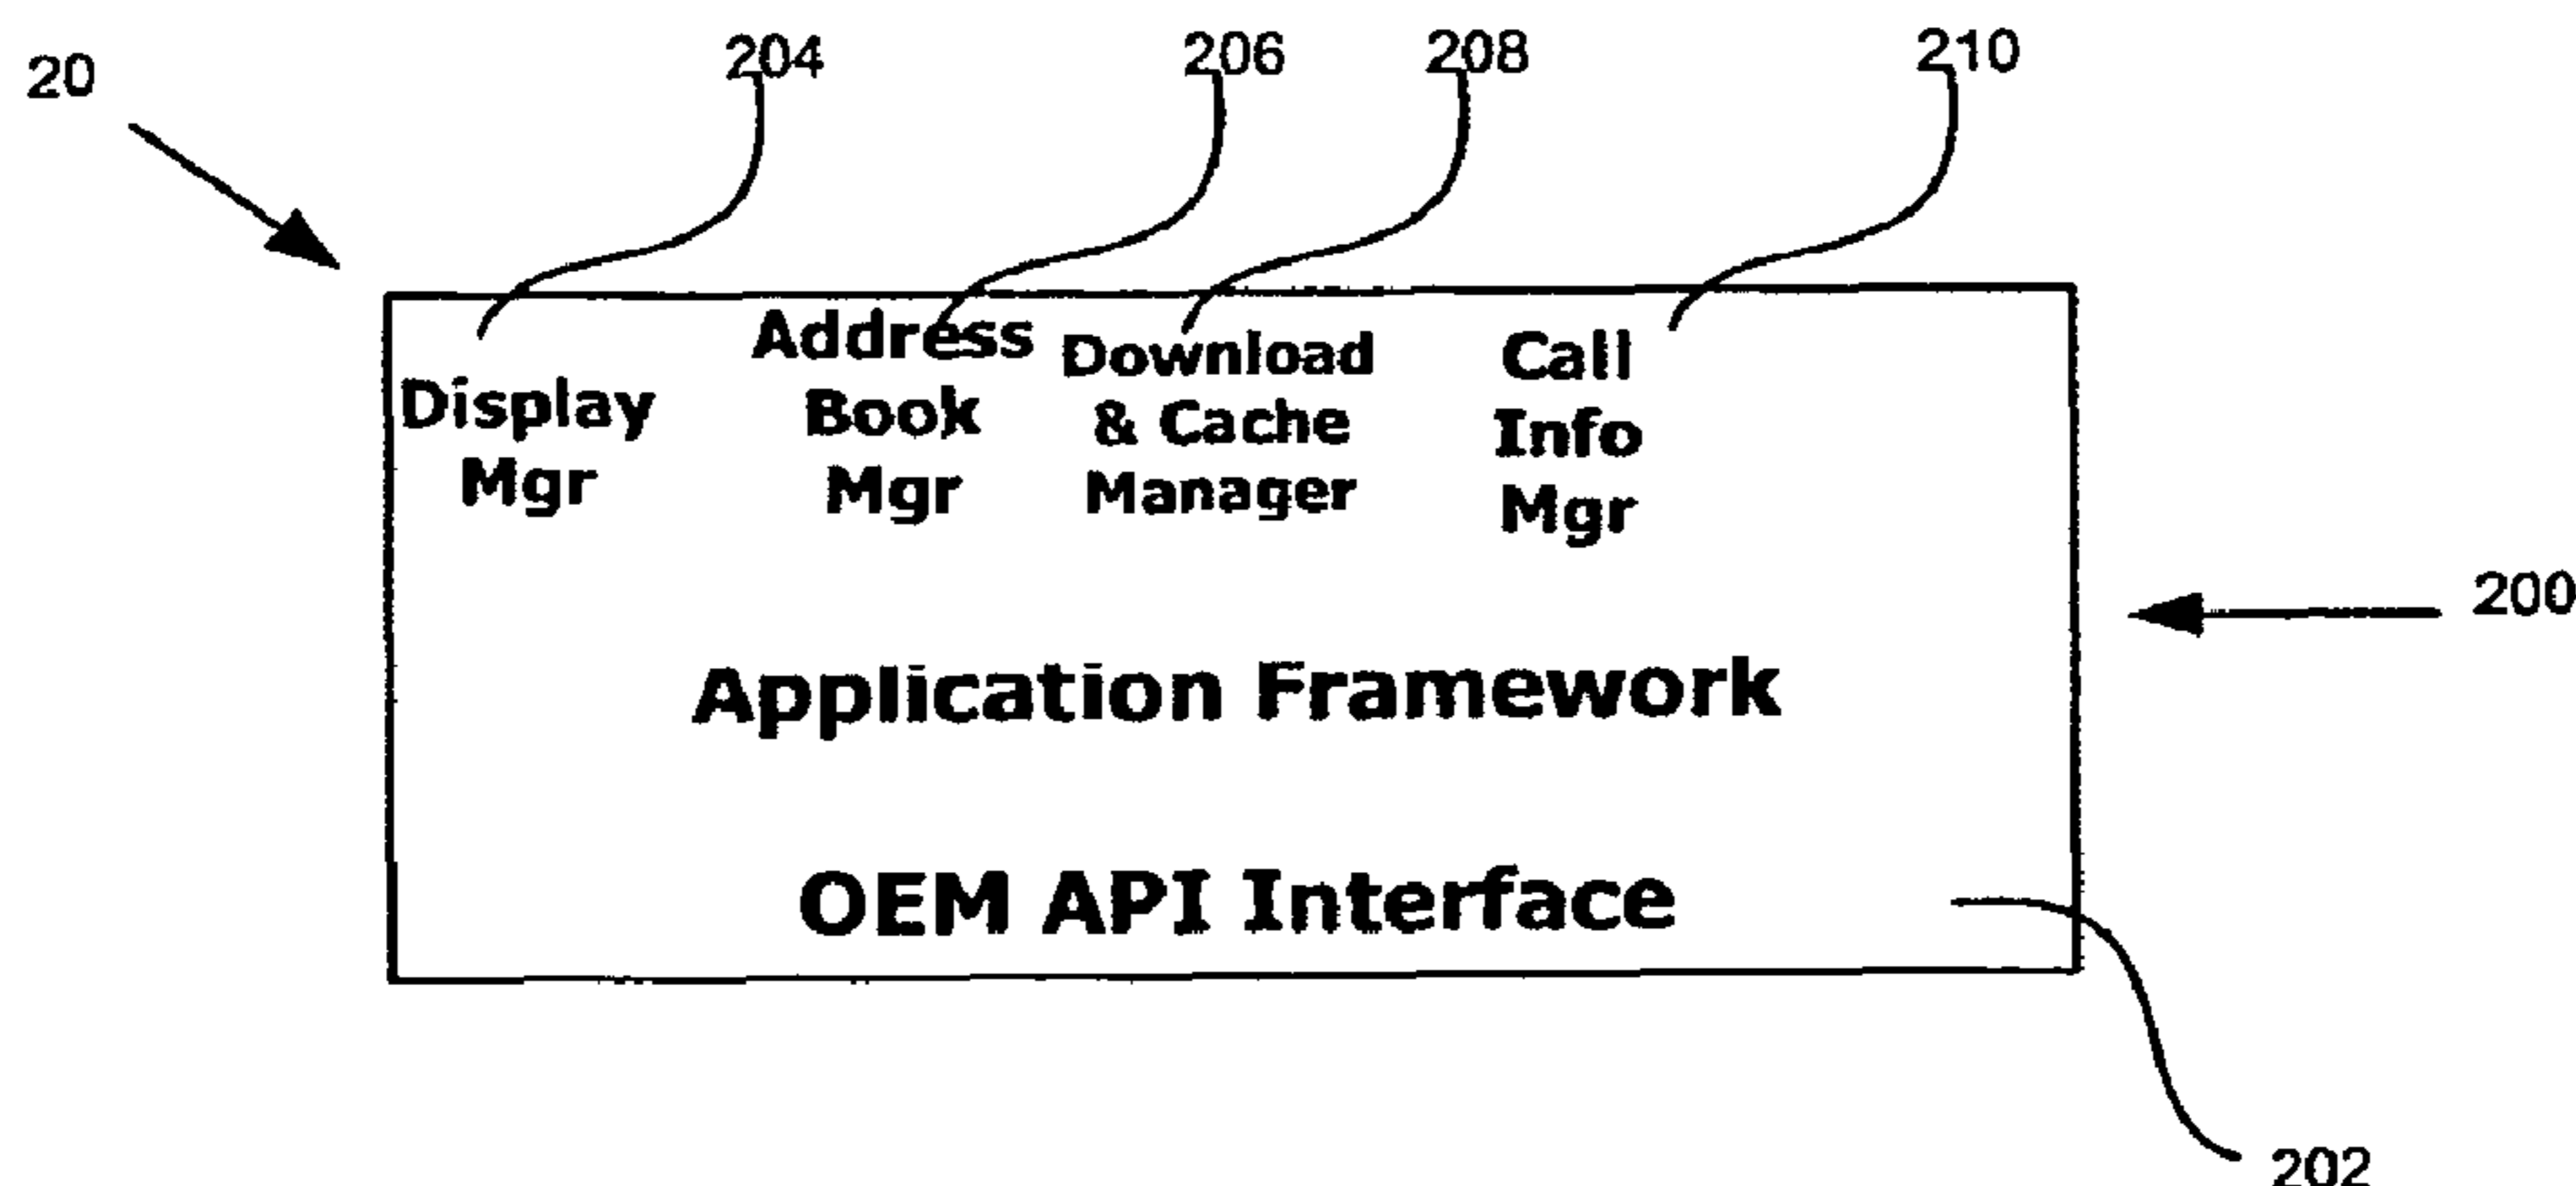 20
204
206
208
210
Display
Mgr
Address
Book
Mgr
Download
& Cache
Manager
Call
Info
Mgr
200
Application Framework
OEM API Interface
202